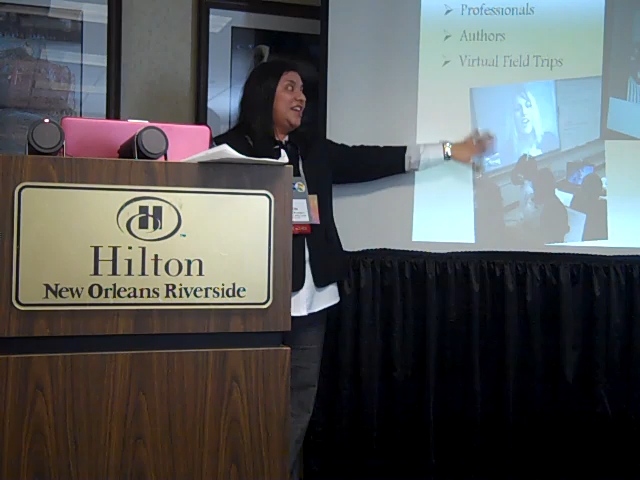 ➢ Professionals
➢ Authors
➢ Virtual Field Trips
H
Hilton
New Orleans Riverside